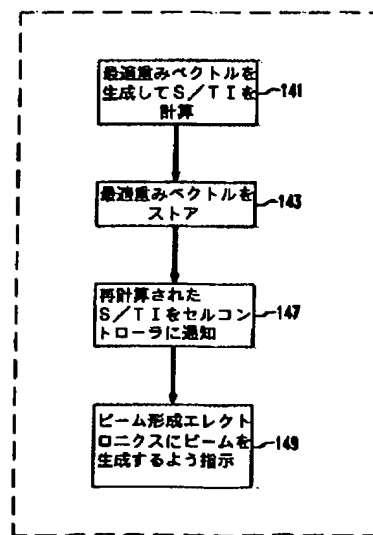 最適重みベクトルを
生成してS／TIを
計算
141
最適重みベクトルを
ストア
143
再計算された
S／TIをセルコン
トローラに通知
147
ビーム形成エレクト
ロニクスにビームを
生成するよう指示
149